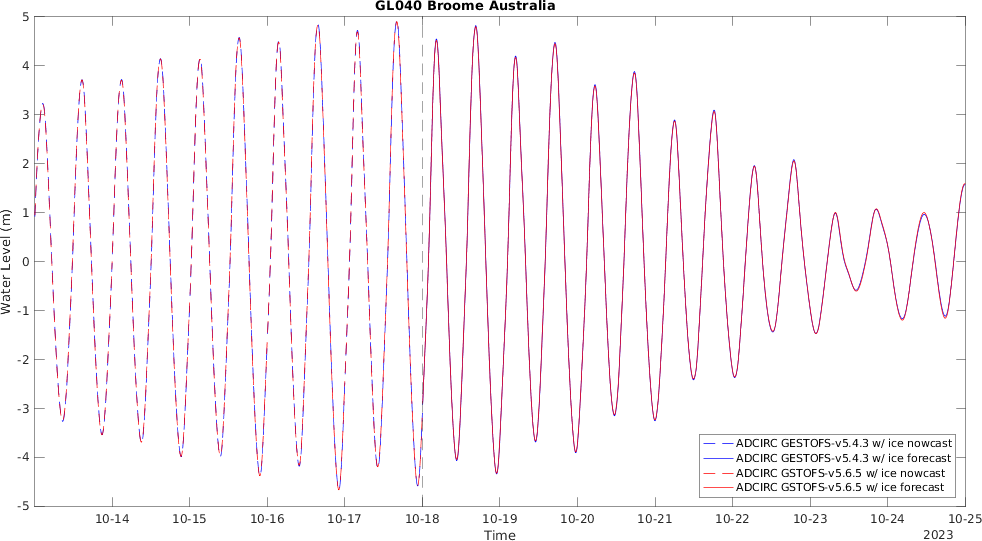 GL040 Broome Australia
5
4
3
2
1
0
-1
-2
-3
-4
-5
Water Level (m)
ADCIRC GESTOFS-v5.4.3 w/ ice nowcast
ADCIRC GESTOFS-v5.4.3 w/ ice forecast
ADCIRC GSTOFS-v5.6.5 w/ ice nowcast
ADCIRC GSTOFS-v5.6.5 w/ ice forecast
10-14 10-15 10-16 10-17 10-18 10-19 10-20 10-21 10-22 10-23 10-24 10-25
Time
2023